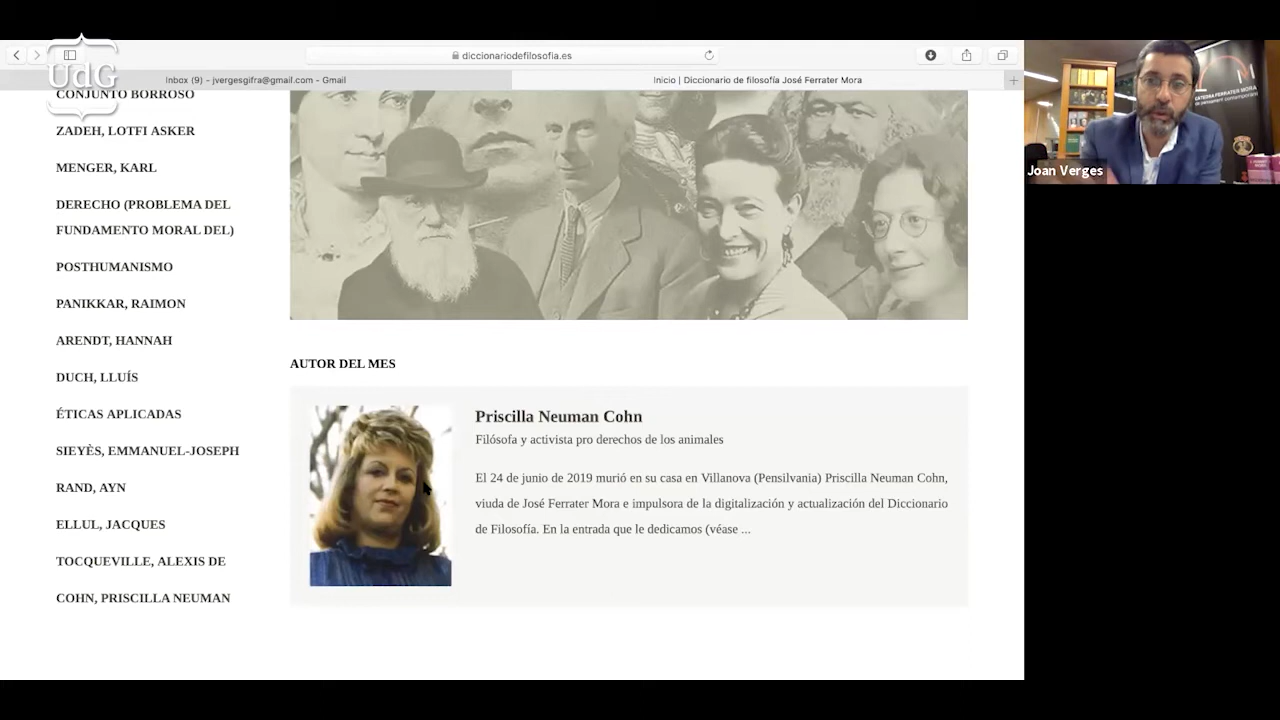 diccionariodefilosofia.es
Inbox (9) - jvergesgifra@gmail.com - Gmail
Inicio | Diccionario de filosofía José Ferrater Mora
UdG
CONJUNTO BORROSO
ZADEH, LOTFI ASKER
MENGER, KARL
DERECHO (PROBLEMA DEL
FUNDAMENTO MORAL DEL)
POSTHUMANISMO
PANIKKAR, RAIMON
ARENDT, HANNAH
DUCH, LLUÍS
ÉTICAS APLICADAS
SIEYÈS, EMMANUEL-JOSEPH
RAND, AYN
ELLUL, JACQUES
TOCQUEVILLE, ALEXIS DE
COHN, PRISCILLA NEUMAN
AUTOR DEL MES
Priscilla Neuman Cohn
Filósofa y activista pro derechos de los animales
El 24 de junio de 2019 murió en su casa en Villanova (Pensilvania) Priscilla Neuman Cohn,
viuda de José Ferrater Mora e impulsora de la digitalización y actualización del Diccionario
de Filosofía. En la entrada que le dedicamos (véase ...
CÀTEDRA FERRATER MORA
Joan Verges